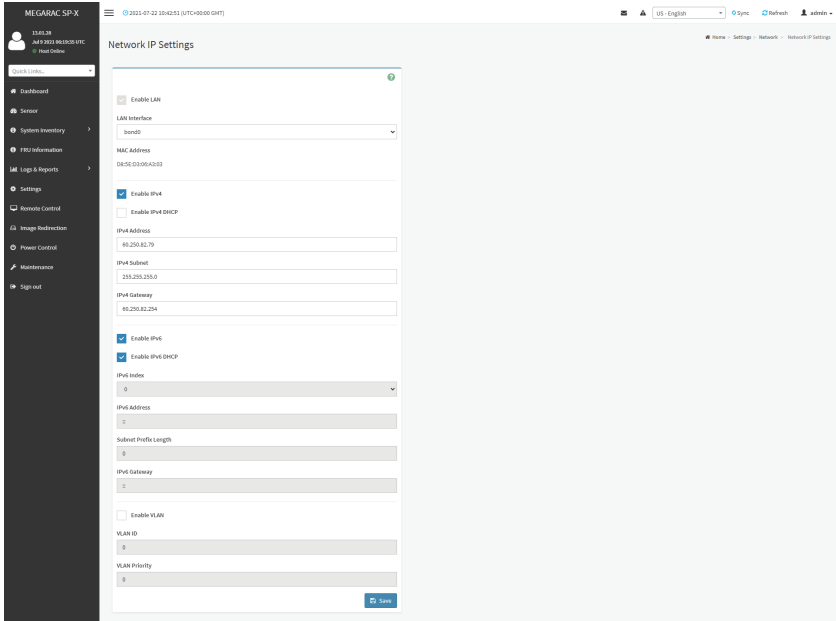 MEGARAC SP-X
2021-07-22 10:42:51 (UTC+00:00 GMT)
US - English
Sync
Refresh
admin
13.01.28
Jul 9 2021 06:19:35 UTC
Host Online
Quick Links...
Dashboard
Sensor
System Inventory
FRU Information
Logs & Reports
Settings
Remote Control
Image Redirection
Power Control
Maintenance
Sign out
Network IP Settings
Home > Settings > Network > Network IP Settings
Enable LAN
LAN Interface
bond0
MAC Address
D8:5E:D3:06:A3:03
Enable IPv4
Enable IPv4 DHCP
IPv4 Address
60.250.82.79
IPv4 Subnet
255.255.255.0
IPv4 Gateway
60.250.82.254
Enable IPv6
Enable IPv6 DHCP
IPv6 Index
0
IPv6 Address
::
Subnet Prefix Length
0
IPv6 Gateway
::
Enable VLAN
VLAN ID
0
VLAN Priority
0
Save